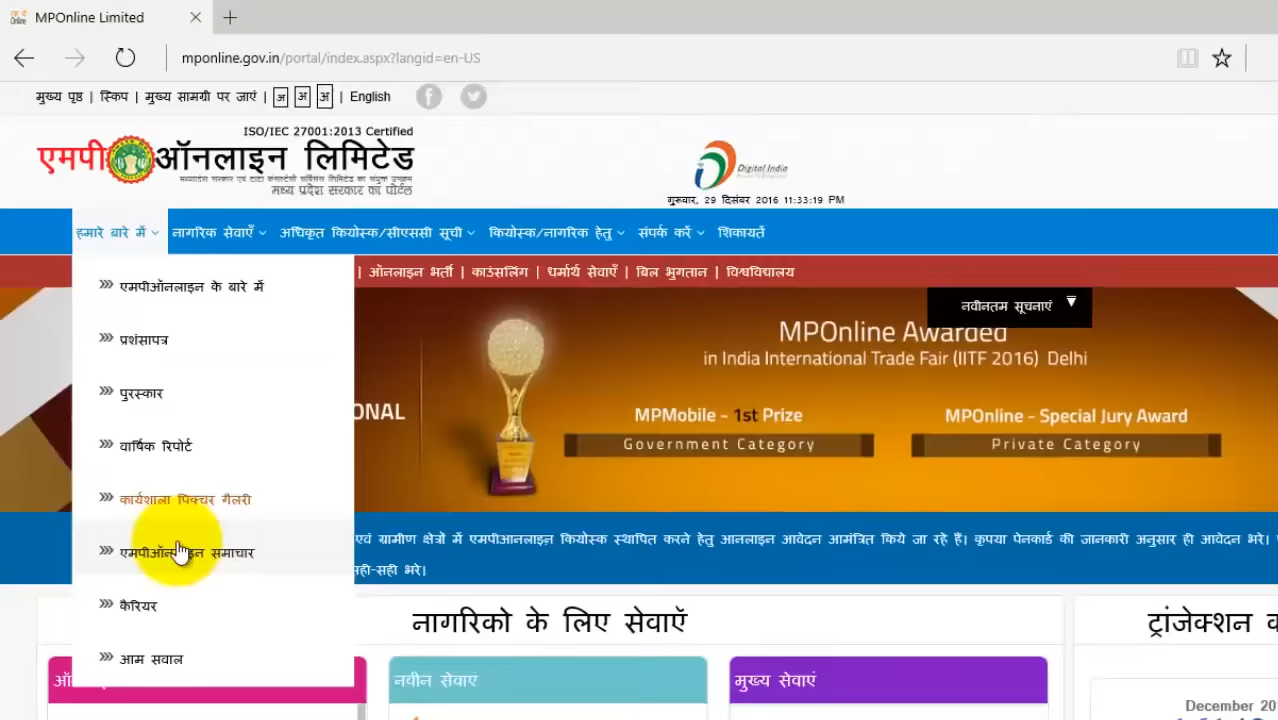 MPOnline Limited
mponline.gov.in/portal/index.aspx?langid=en-US
मुख्य पृष्ठ | स्किप | मुख्य सामग्री पर जाएं | अ अ अ | English
ISO/IEC 27001:2013 Certified
एमपी ऑनलाइन लिमिटेड
मध्य प्रदेश सरकार का पोर्टल
Digital India
गुरूवार, 29 दिसंबर 2016 11:33:19 PM
हमारे बारे में नागरिक सेवाएँ अधिकृत कियोस्क/सीएससी सूची कियोस्क/नागरिक हेतु संपर्क करें शिकायतें
| ऑनलाइन भर्ती | काउंसलिंग | धर्मार्थ सेवाएँ | बिल भुगतान | विश्वविद्यालय
एमपीऑनलाइन के बारे में
प्रशंसापत्र
पुरस्कार
वार्षिक रिपोर्ट
कार्यशाला पिक्चर गैलरी
एमपीऑनलाइन समाचार
कैरियर
आम सवाल
नवीनतम सूचनाएं
MPOnline Awarded
in India International Trade Fair (IITF 2016) Delhi
ONAL
MPMobile - 1st Prize
Government Category
MPOnline - Special Jury Award
Private Category
एवं ग्रामीण क्षेत्रों में एमपीआनलाइन कियोस्क स्थापित करने हेतु आनलाइन आवेदन आमंत्रित किये जा रहे हैं। कृपया पेनकार्ड की जानकारी अनुसार ही आवेदन भरे।
सही-सही भरे।
नागरिको के लिए सेवाएँ
ट्रांजेक्शन
नवीन सेवाएं
मुख्य सेवाएं
December 20